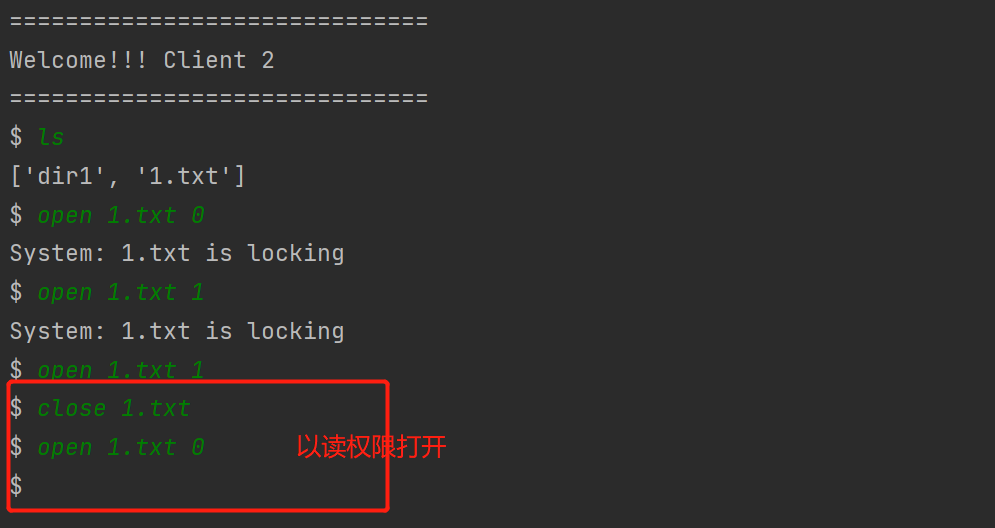 ==============================
Welcome!!! Client 2
==============================
$ ls
['dir1', '1.txt']
$ open 1.txt 0
System: 1.txt is locking
$ open 1.txt 1
System: 1.txt is locking
$ open 1.txt 1
$ close 1.txt
$ open 1.txt 0 以读权限打开
$